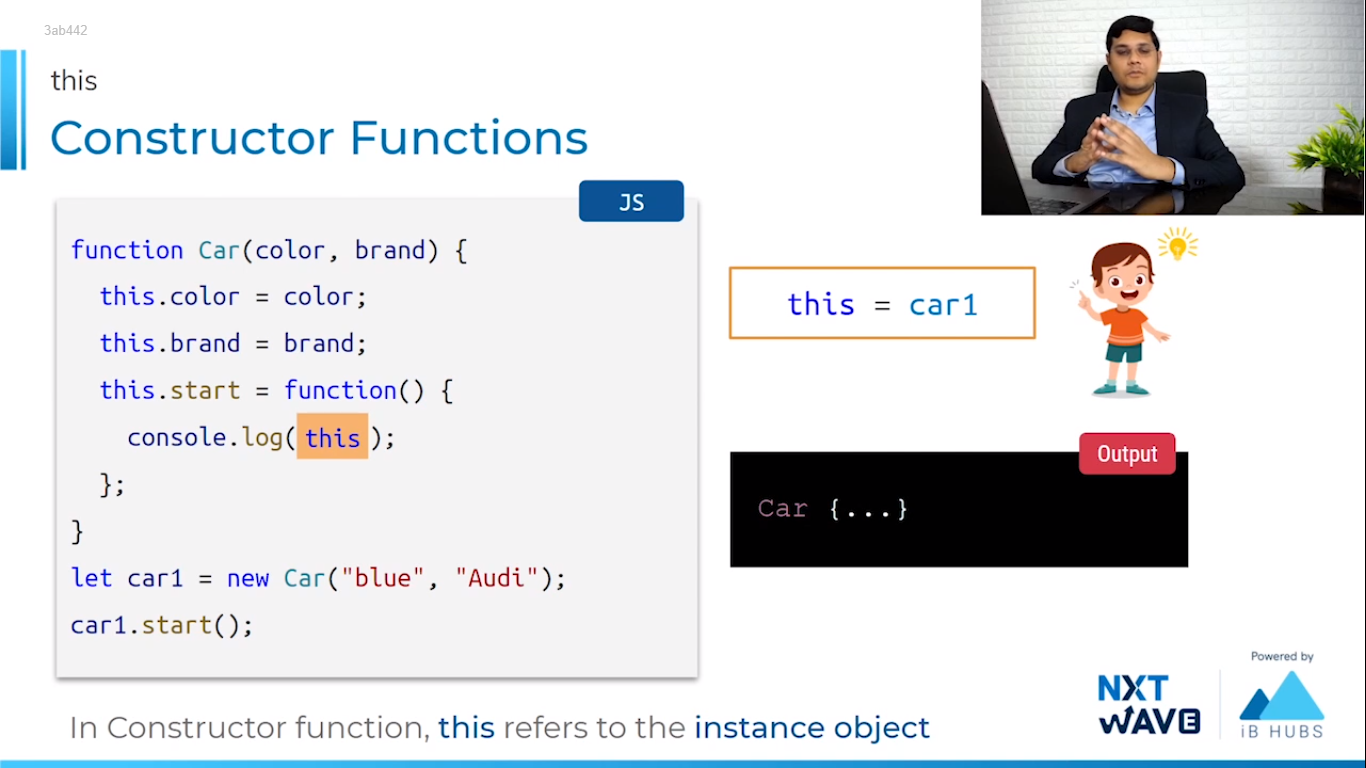 3ab442
this
Constructor Functions
JS
function Car(color, brand) {
this.color = color;
this.brand = brand;
this.start = function() {
console.log(this);
};
}
let car1 = new Car("blue", "Audi");
car1.start();
this = car1
Output
Car {...}
In Constructor function, this refers to the instance object
NXT
WAVE
Powered by
iB HUBS